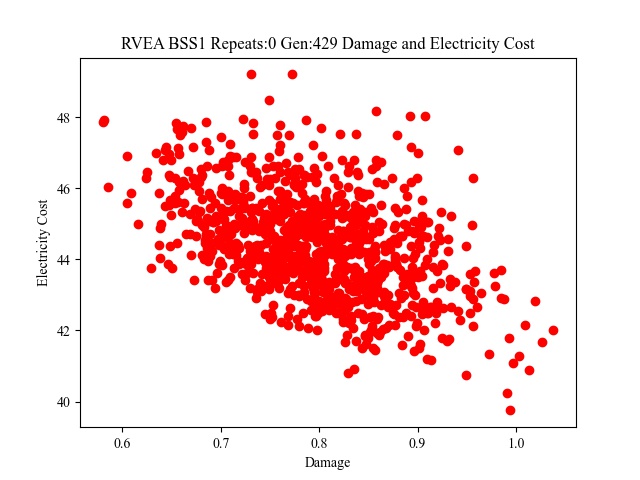 RVEA BSS1 Repeats:0 Gen:429 Damage and Electricity Cost
48
46
44
42
40
Electricity Cost
0.6 0.7 0.8 0.9 1.0
Damage